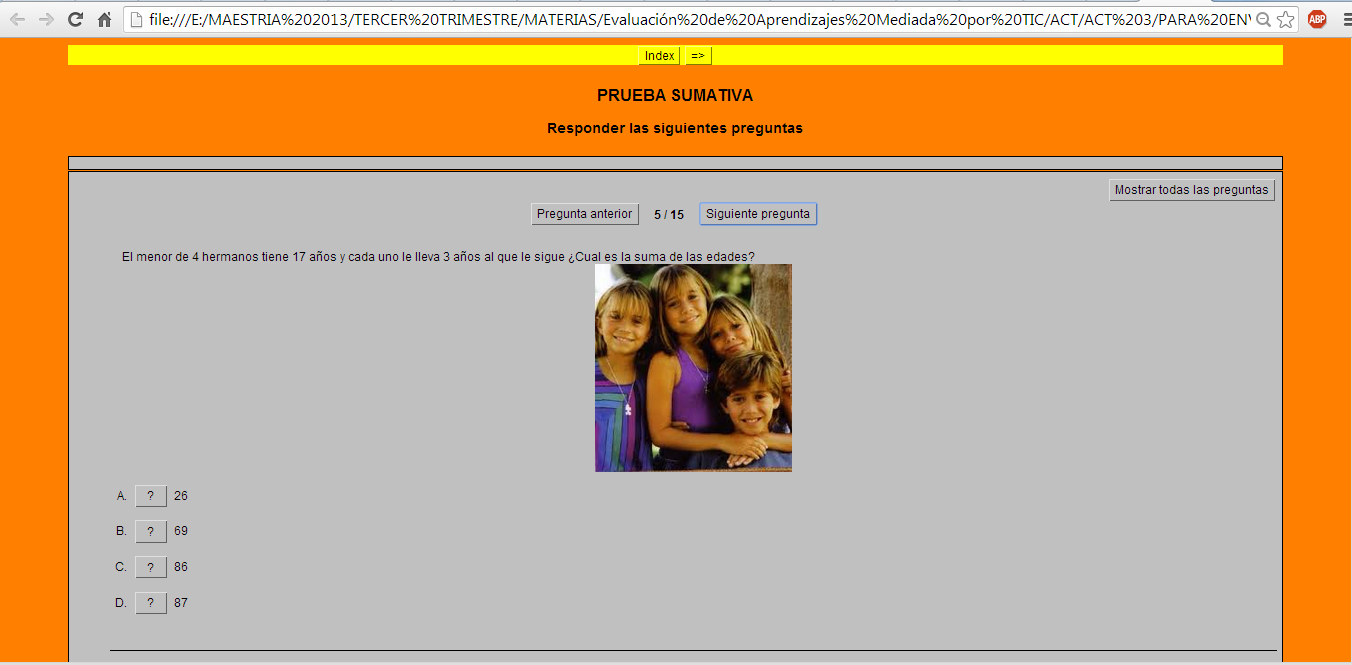 file:///E:/MAESTRIA%202013/TERCER%20TRIMESTRE/MATERIAS/Evaluación%20de%20Aprendizajes%20Mediada%20por%20TIC/ACT/ACT%203/PARA%20EN
ABP
Index =>
PRUEBA SUMATIVA
Responder las siguientes preguntas
Mostrar todas las preguntas
Pregunta anterior 5 / 15 Siguiente pregunta
El menor de 4 hermanos tiene 17 años y cada uno le lleva 3 años al que le sigue ¿Cual es la suma de las edades?
A. ? 26
B. ? 69
C. ? 86
D. ? 87